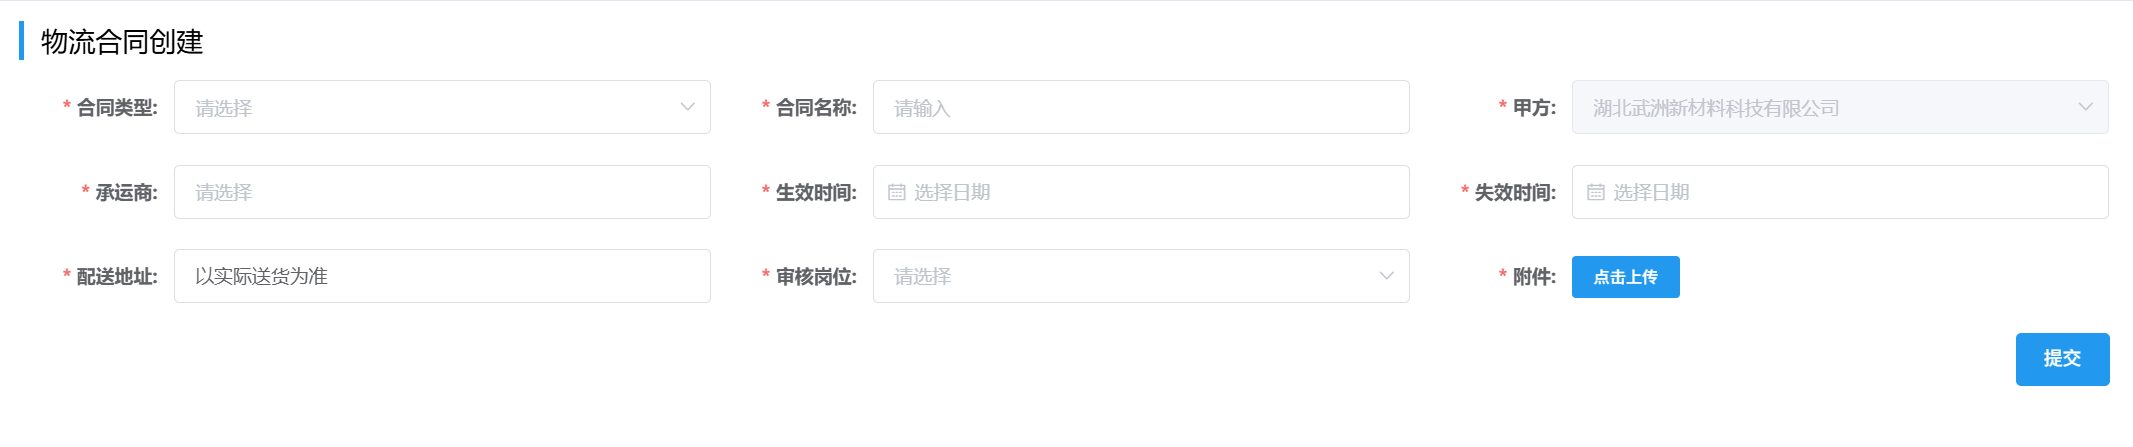 物流合同创建
* 合同类型: 请选择 * 合同名称: 请输入 * 甲方: 湖北武洲新材料科技有限公司
* 承运商: 请选择 * 生效时间: 选择日期 * 失效时间: 选择日期
* 配送地址: 以实际送货为准 * 审核岗位: 请选择 * 附件: 点击上传
提交